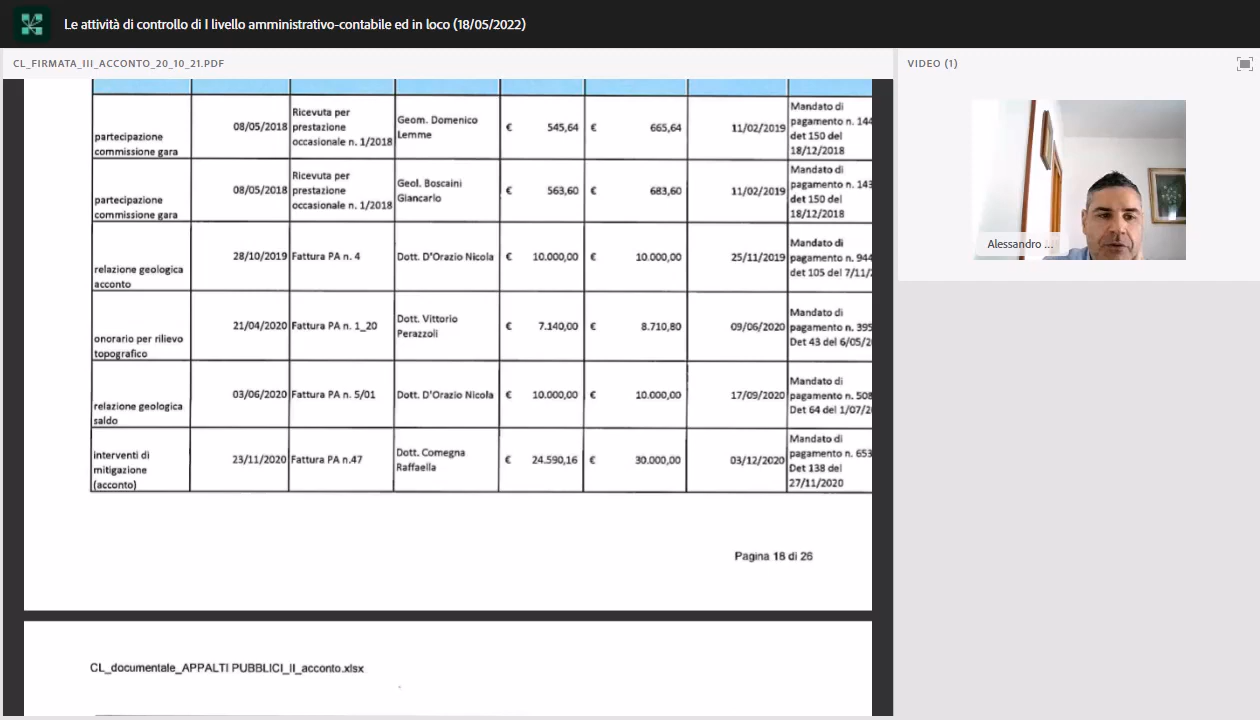 Le attività di controllo di I livello amministrativo-contabile ed in loco (18/05/2022)
CL_FIRMATA_III_ACCONTO_20_10_21.PDF
VIDEO (1)
partecipazione
commissione gara
08/05/2018
Ricevuta per
prestazione
occasionale n. 1/2018
Geom. Domenico
Lemme
€ 545,64
€ 665,64
11/02/2019
Mandato di
pagamento n. 144
det 150 del
18/12/2018
partecipazione
commissione gara
08/05/2018
Ricevuta per
prestazione
occasionale n. 1/2018
Geol. Boscaini
Giancarlo
€ 563,60
€ 683,60
11/02/2019
Mandato di
pagamento n. 143
det 150 del
18/12/2018
relazione geologica
acconto
28/10/2019
Fattura PA n. 4
Dott. D'Orazio Nicola
€ 10.000,00
€ 10.000,00
25/11/2019
Mandato di
pagamento n. 944
det 105 del 7/11/
onorario per rilievo
topografico
21/04/2020
Fattura PA n. 1_20
Dott. Vittorio
Perazzoli
€ 7.140,00
€ 8.710,80
09/06/2020
Mandato di
pagamento n. 395
Det 43 del 6/05/2
relazione geologica
saldo
03/06/2020
Fattura PA n. 5/01
Dott. D'Orazio Nicola
€ 10.000,00
€ 10.000,00
17/09/2020
Mandato di
pagamento n. 508
Det 64 del 1/07/2
interventi di
mitigazione
(acconto)
23/11/2020
Fattura PA n.47
Dott. Comegna
Raffaella
€ 24.590,16
€ 30.000,00
03/12/2020
Mandato di
pagamento n. 653
Det 138 del
27/11/2020
Pagina 18 di 26
CL_documentale_APPALTI PUBBLICI_II_acconto.xlsx
Alessandro ...